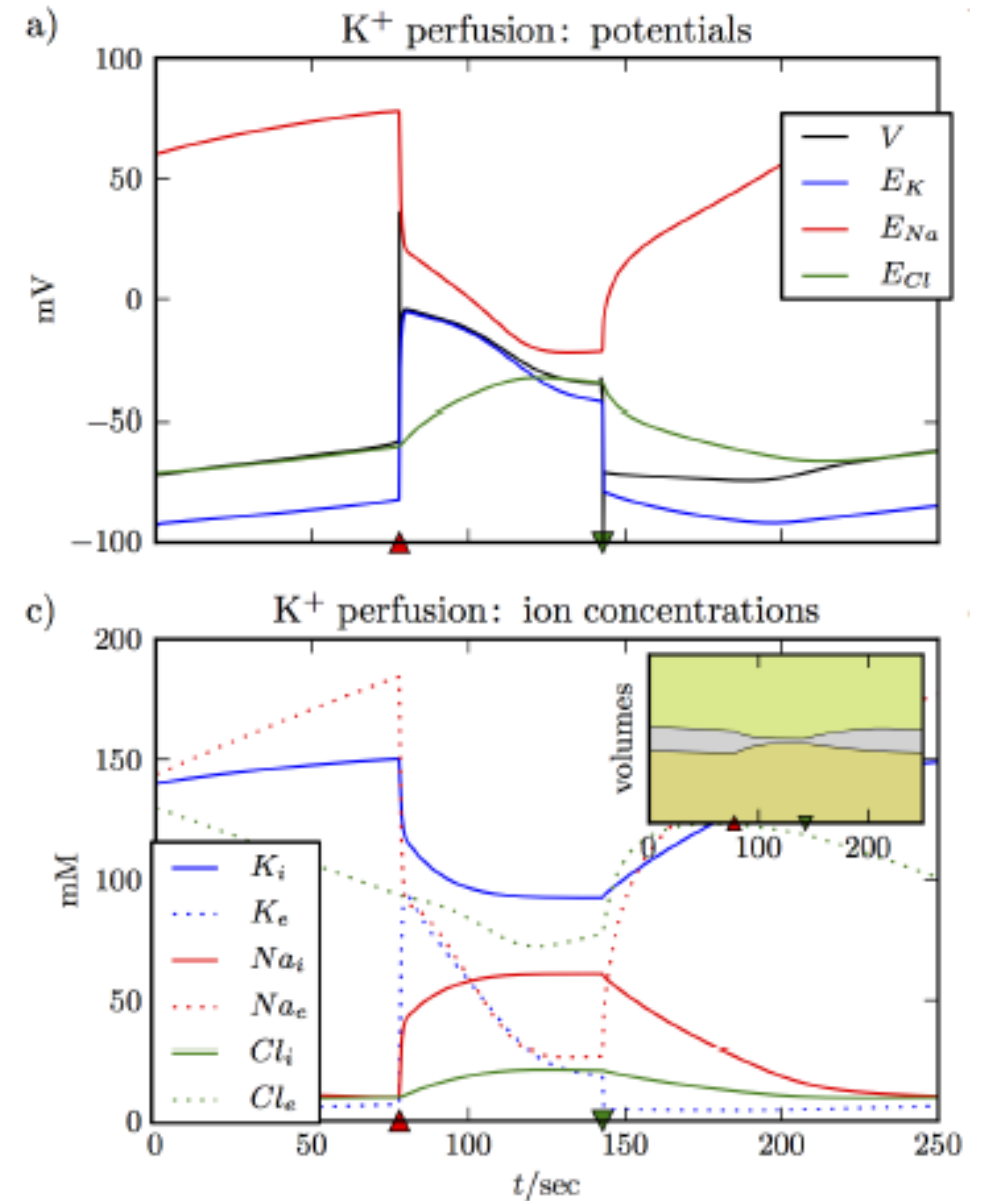 a)
K⁺ perfusion: potentials
100
50
0
−50
−100
mV
V
E_K
E_Na
E_Cl
c)
K⁺ perfusion: ion concentrations
200
150
100
50
0
mM
K_i
K_e
Na_i
Na_e
Cl_i
Cl_e
volumes
0 100 200
0 50 100 150 200 250
t/sec